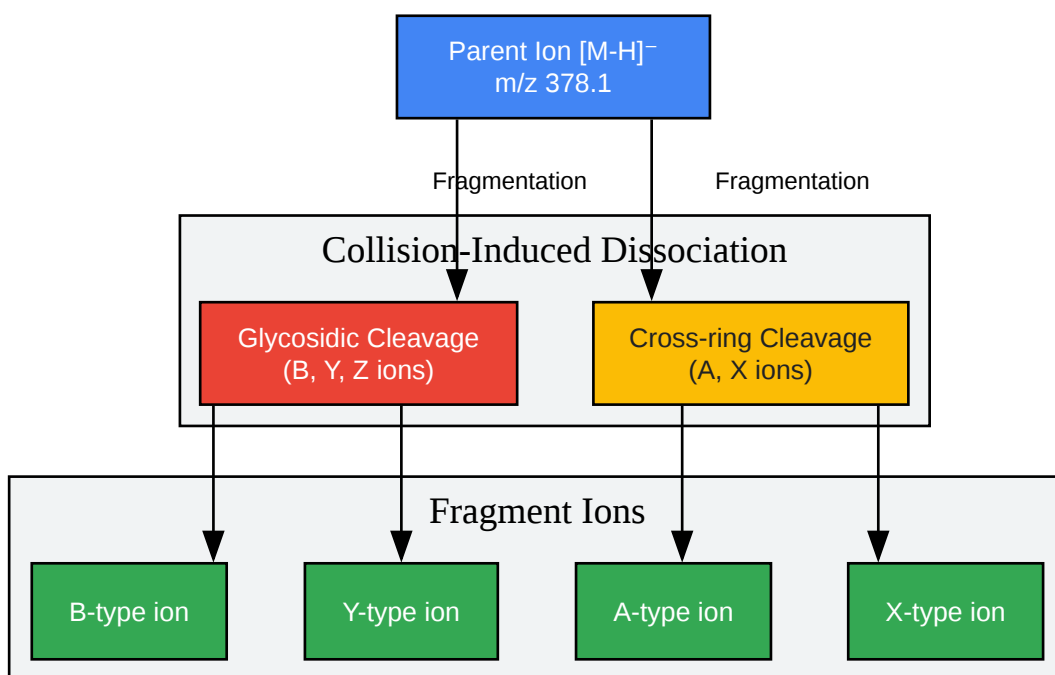 Parent Ion [M-H]⁻
m/z 378.1
Fragmentation
Fragmentation
Collision-Induced Dissociation
Glycosidic Cleavage
(B, Y, Z ions)
Cross-ring Cleavage
(A, X ions)
Fragment Ions
B-type ion
Y-type ion
A-type ion
X-type ion